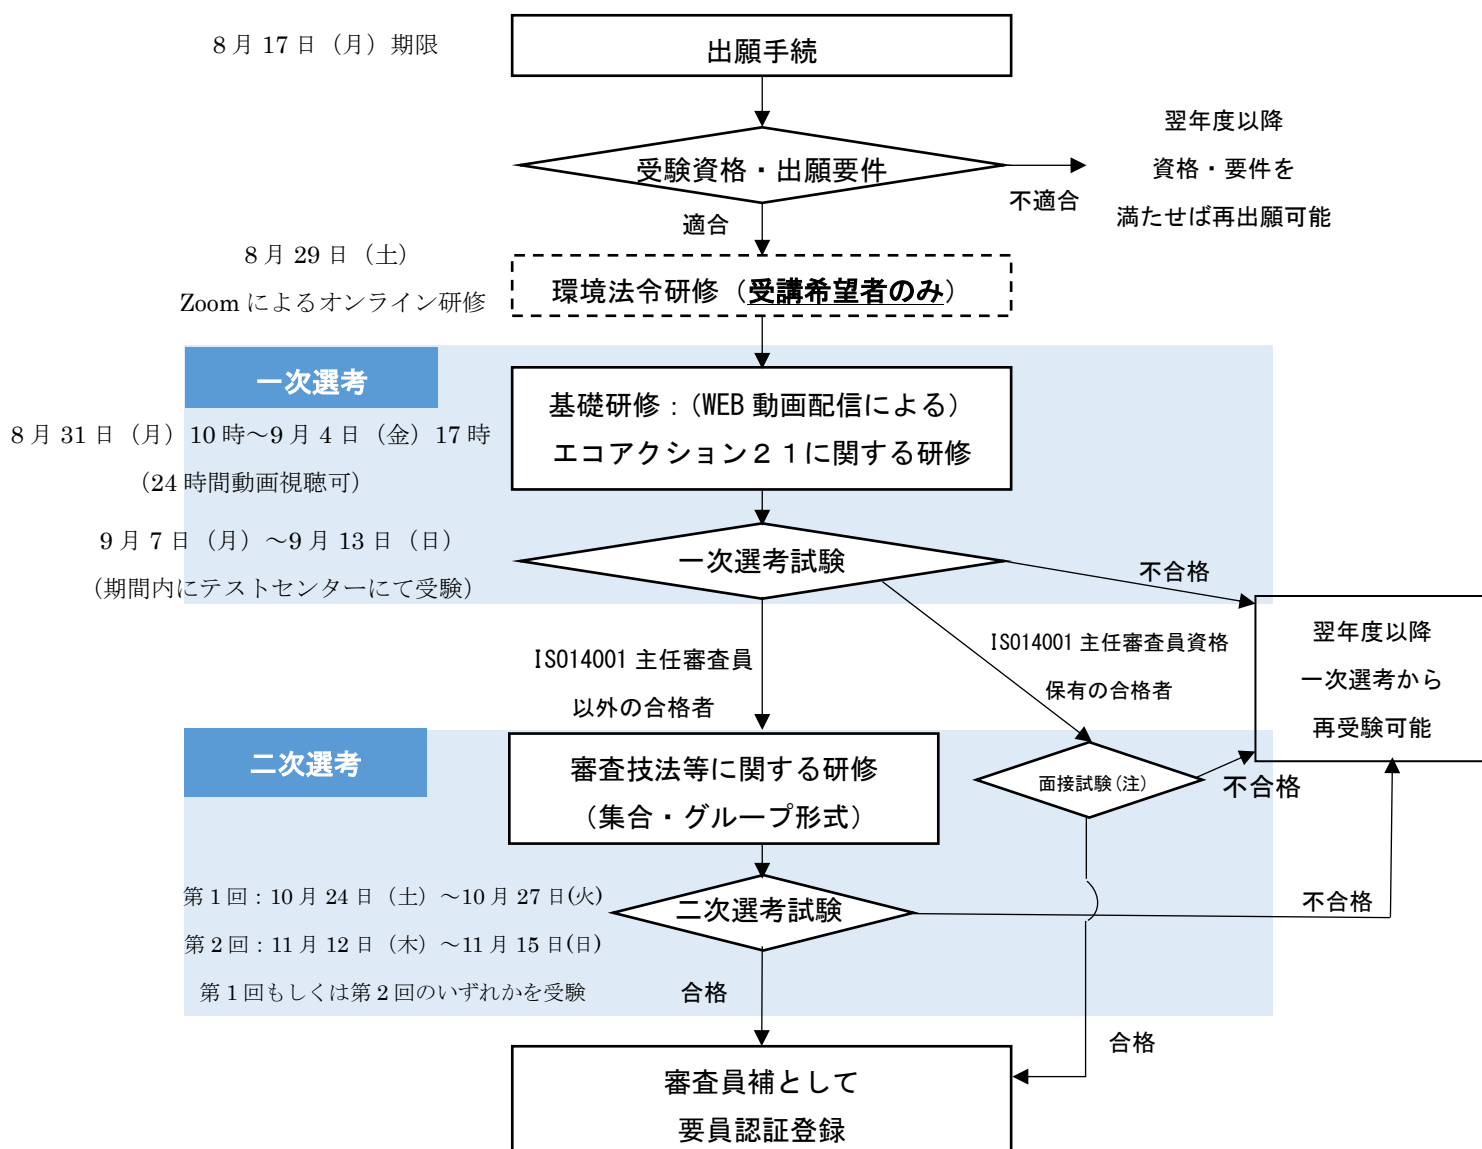 8月17日（月）期限
出願手続
受験資格・出願要件
不適合
翌年度以降
資格・要件を
満たせば再出願可能
適合
8月29日（土）
Zoomによるオンライン研修
環境法令研修（受講希望者のみ）
一次選考
基礎研修：（WEB動画配信による）
エコアクション２１に関する研修
8月31日（月）10時～9月4日（金）17時
（24時間動画視聴可）
9月7日（月）～9月13日（日）
（期間内にテストセンターにて受験）
一次選考試験
不合格
ISO14001主任審査員
以外の合格者
ISO14001主任審査員資格
保有の合格者
翌年度以降
一次選考から
再受験可能
二次選考
審査技法等に関する研修
（集合・グループ形式）
面接試験(注)
不合格
第1回：10月24日（土）～10月27日(火)
第2回：11月12日（木）～11月15日(日)
第1回もしくは第2回のいずれかを受験
二次選考試験
不合格
合格
合格
審査員補として
要員認証登録